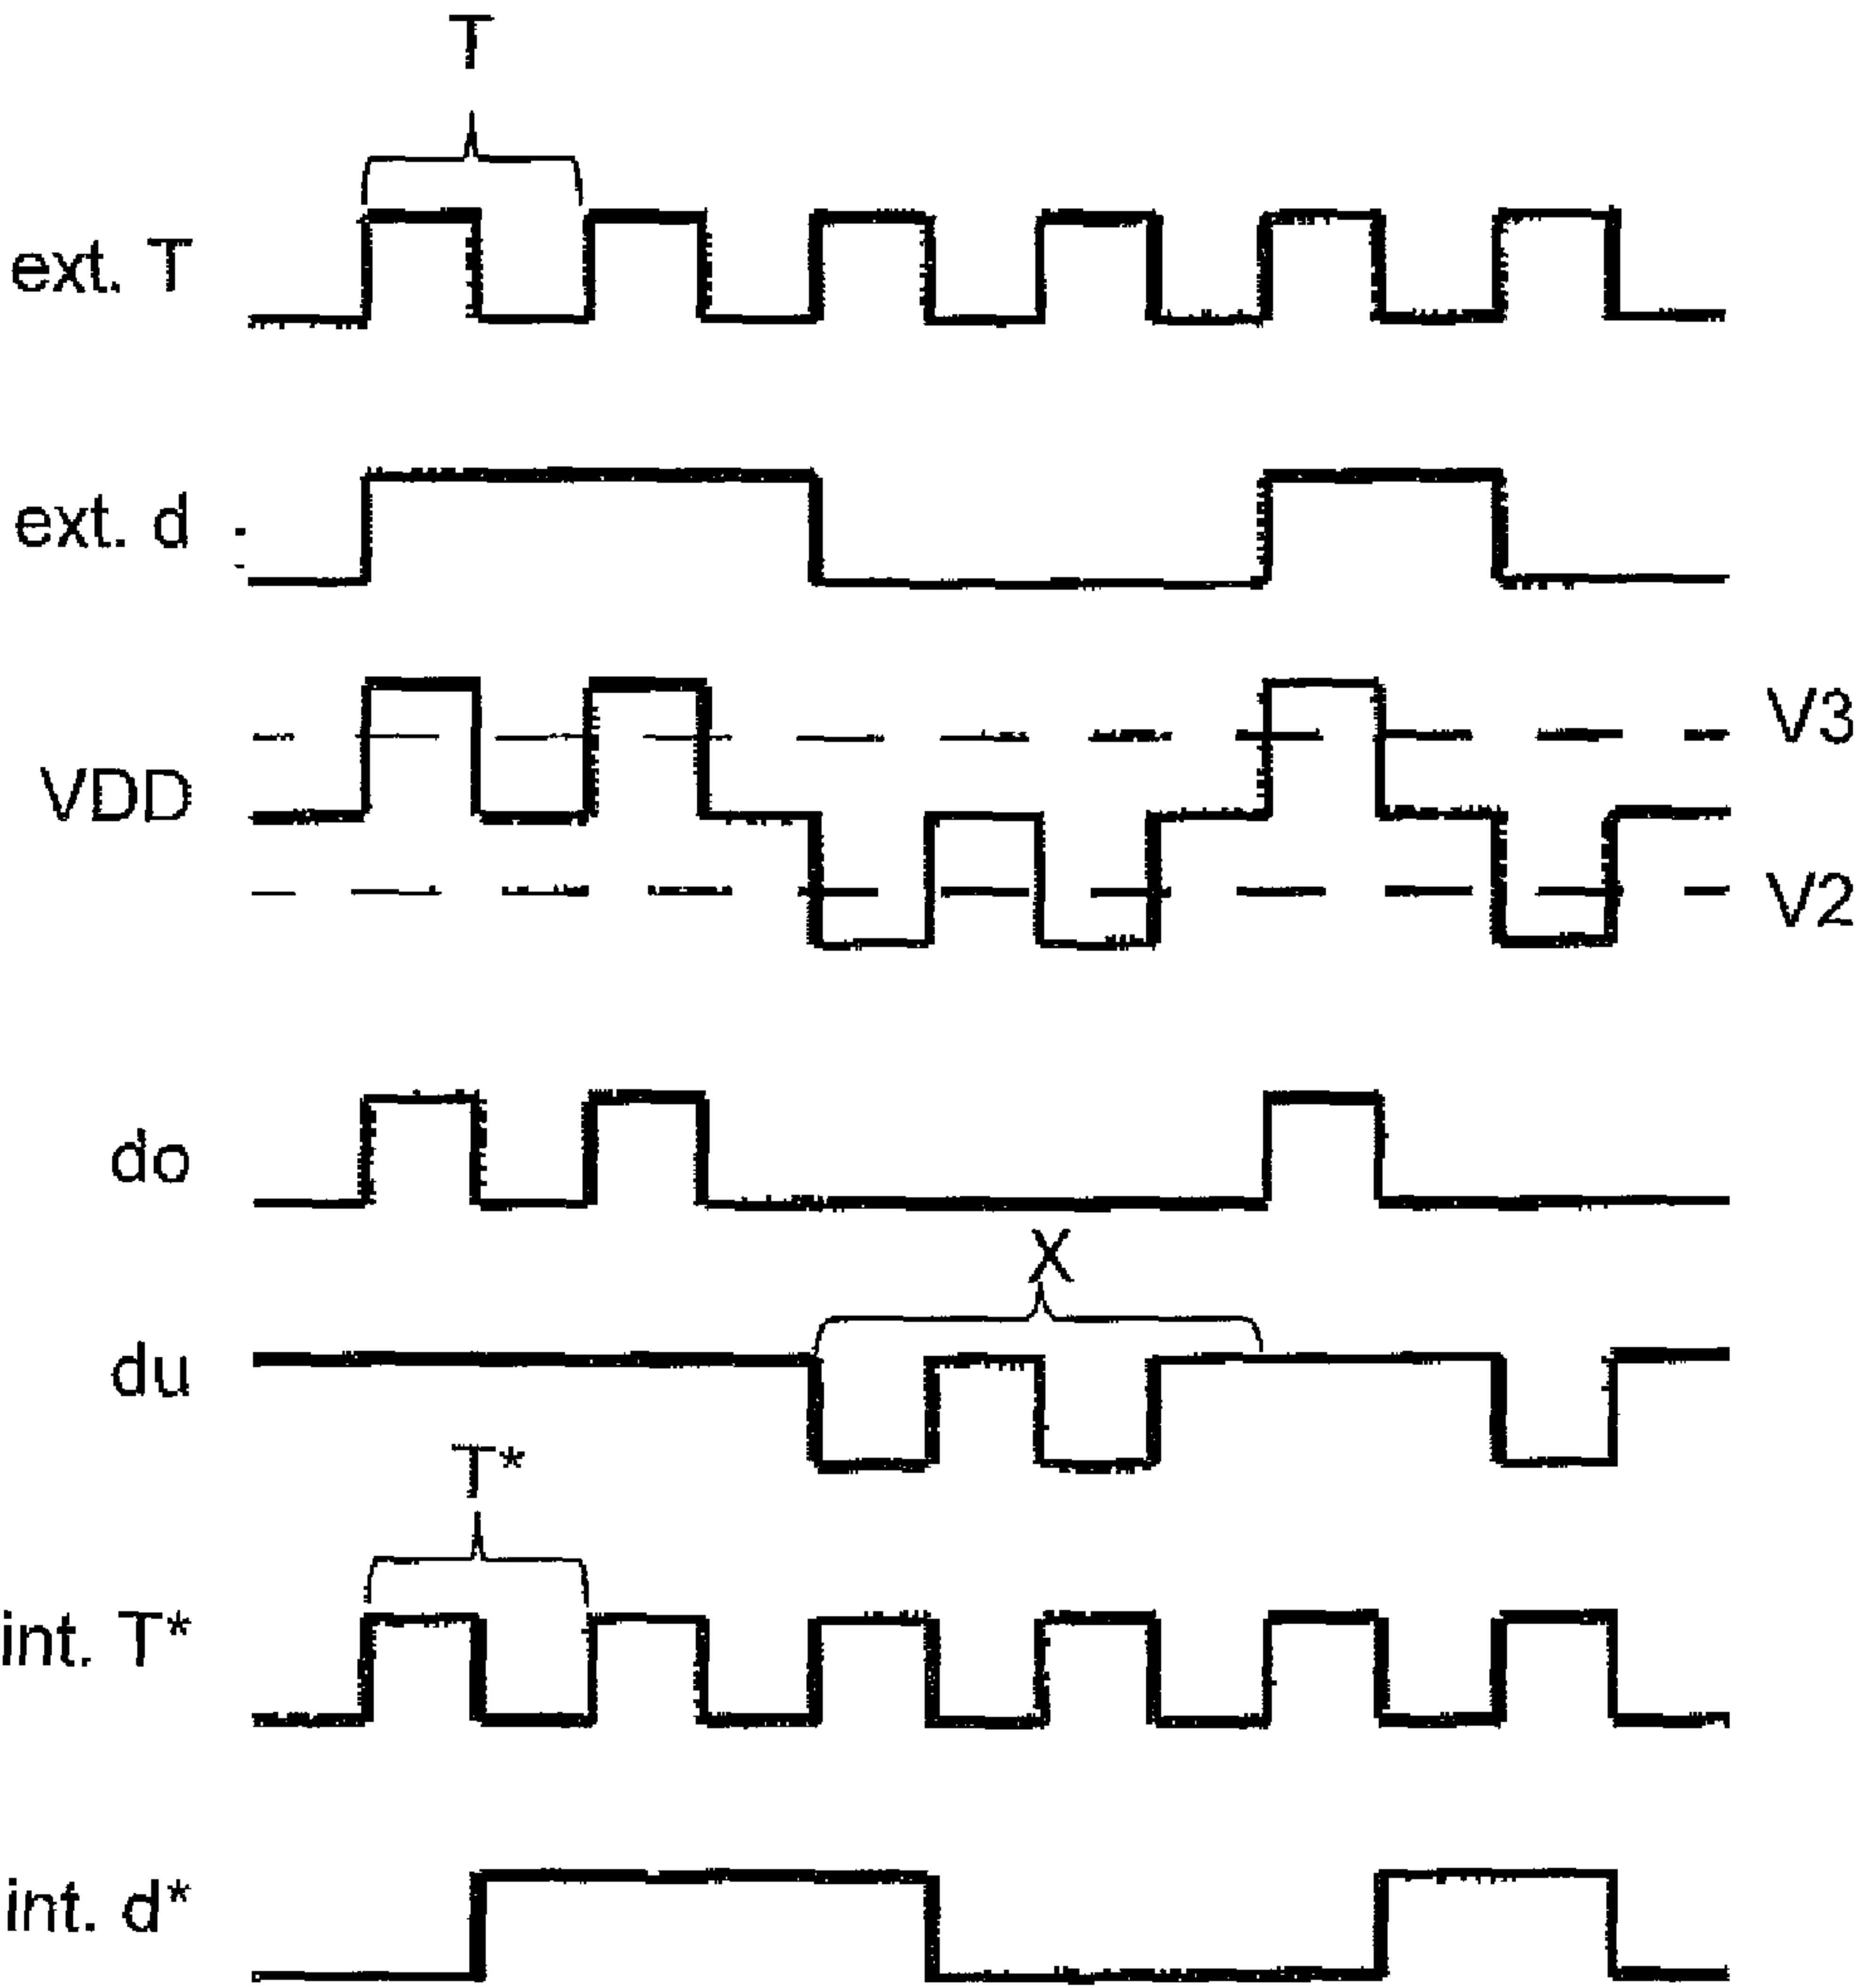 T
ext. T
ext. d
V3
VDD
V2
do
X
du
T*
int. T*
int. d*